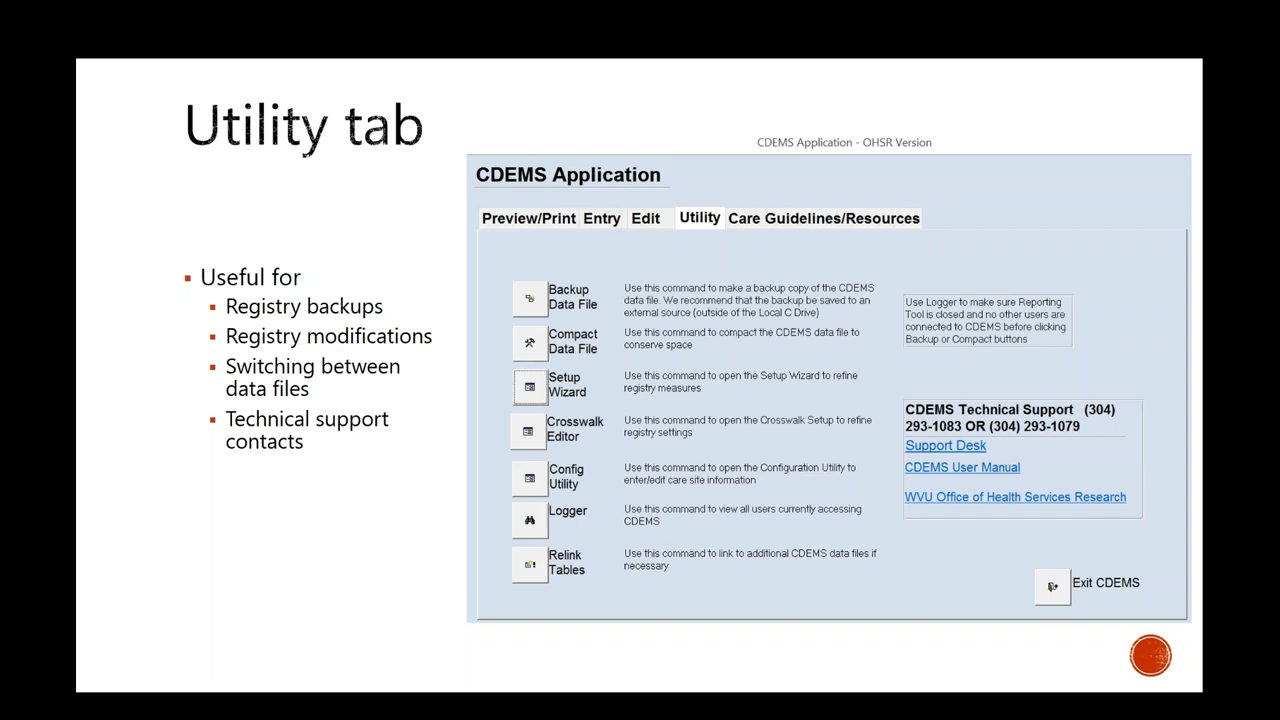 Utility tab
Useful for
Registry backups
Registry modifications
Switching between
data files
Technical support
contacts
CDEMS Application - OHSR Version
CDEMS Application
Preview/Print Entry Edit Utility Care Guidelines/Resources
Backup
Data File
Use this command to make a backup copy of the CDEMS
data file. We recommend that the backup be saved to an
external source (outside of the Local C Drive)
Compact
Data File
Use this command to compact the CDEMS data file to
conserve space
Setup
Wizard
Use this command to open the Setup Wizard to refine
registry measures
Crosswalk
Editor
Use this command to open the Crosswalk Setup to refine
registry settings
Config
Utility
Use this command to open the Configuration Utility to
enter/edit care site information
Logger
Use this command to view all users currently accessing
CDEMS
Relink
Tables
Use this command to link to additional CDEMS data files if
necessary
Use Logger to make sure Reporting
Tool is closed and no other users are
connected to CDEMS before clicking
Backup or Compact buttons
CDEMS Technical Support (304)
293-1083 OR (304) 293-1079
Support Desk
CDEMS User Manual
WVU Office of Health Services Research
Exit CDEMS